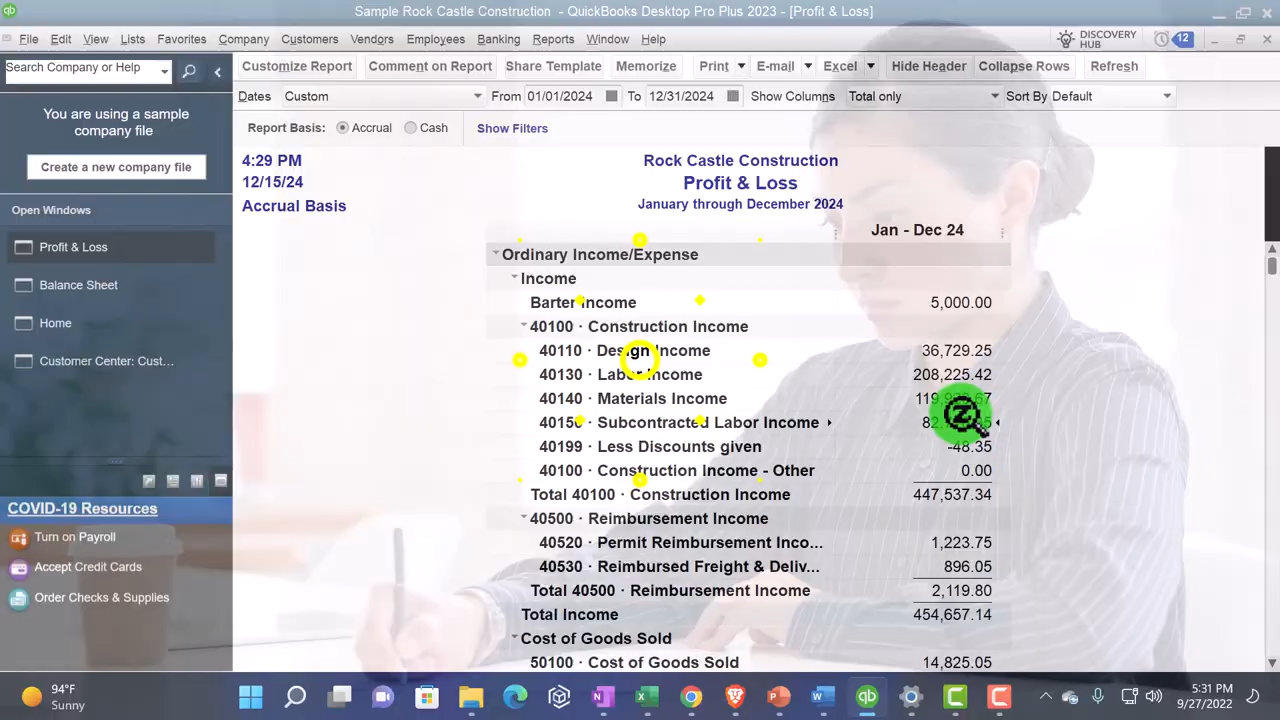 Sample Rock Castle Construction - QuickBooks Desktop Pro Plus 2023 - [Profit & Loss]
File Edit View Lists Favorites Company Customers Vendors Employees Banking Reports Window Help
DISCOVERY HUB 12
Search Company or Help
Customize Report Comment on Report Share Template Memorize Print E-mail Excel Hide Header Collapse Rows Refresh
Dates Custom From 01/01/2024 To 12/31/2024 Show Columns Total only Sort By Default
Report Basis: Accrual Cash Show Filters
You are using a sample
company file
Create a new company file
Open Windows
Profit & Loss
Balance Sheet
Home
Customer Center: Cust...
COVID-19 Resources
Turn on Payroll
Accept Credit Cards
Order Checks & Supplies
4:29 PM
12/15/24
Accrual Basis
Rock Castle Construction
Profit & Loss
January through December 2024
Jan - Dec 24
Ordinary Income/Expense
Income
Barter Income 5,000.00
40100 · Construction Income
40110 · Design Income 36,729.25
40130 · Labor Income 208,225.42
40140 · Materials Income
40150 · Subcontracted Labor Income
40199 · Less Discounts given -48.35
40100 · Construction Income - Other 0.00
Total 40100 · Construction Income 447,537.34
40500 · Reimbursement Income
40520 · Permit Reimbursement Inco... 1,223.75
40530 · Reimbursed Freight & Deliv... 896.05
Total 40500 · Reimbursement Income 2,119.80
Total Income 454,657.14
Cost of Goods Sold
50100 · Cost of Goods Sold 14,825.05
94°F
Sunny
5:31 PM
9/27/2022